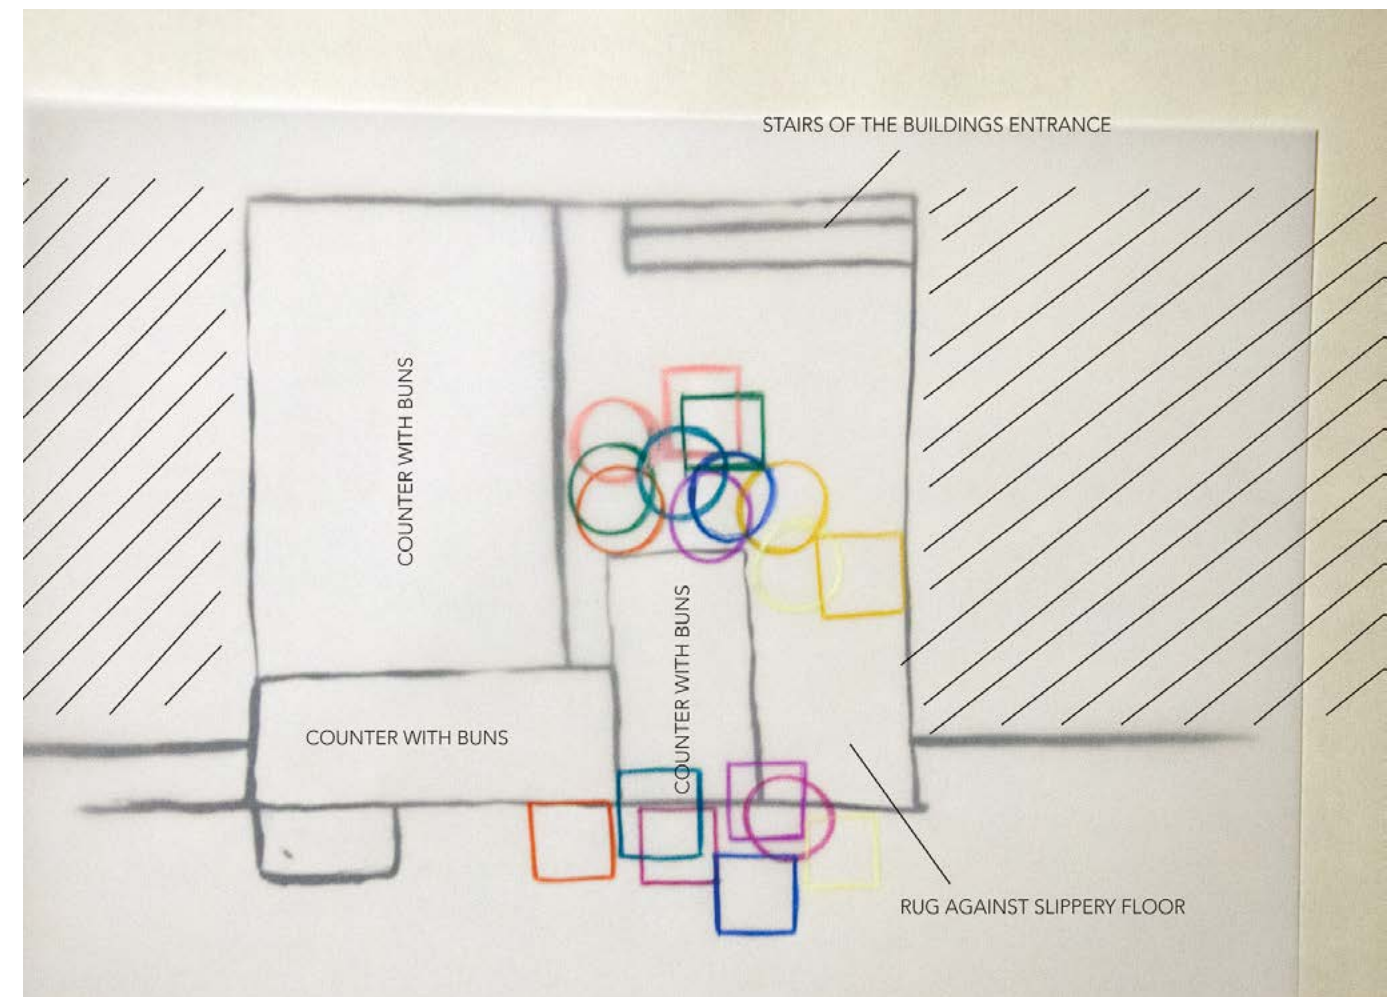 STAIRS OF THE BUILDINGS ENTRANCE
COUNTER WITH BUNS
COUNTER WITH BUNS
COUNTER WITH BUNS
RUG AGAINST SLIPPERY FLOOR